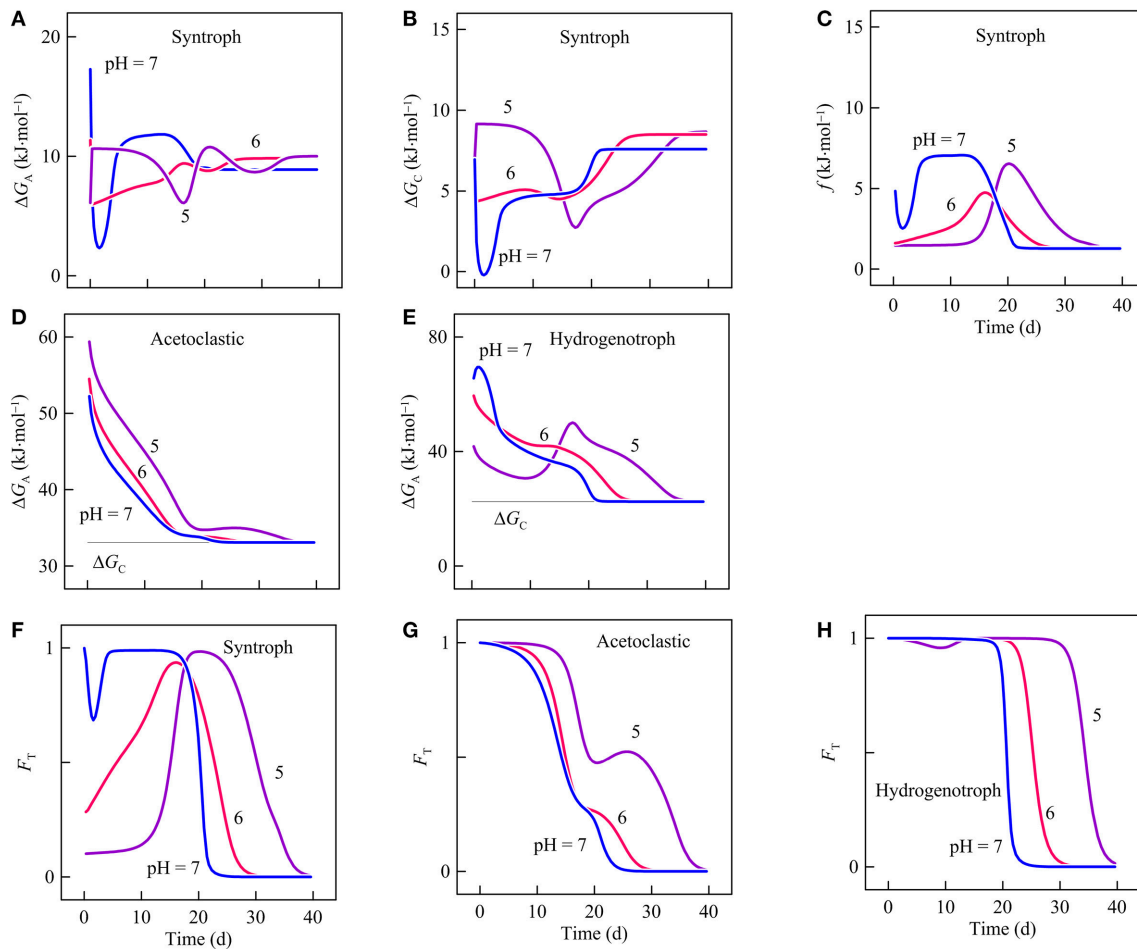 A
Syntroph
pH = 7
6
5
20
10
0
ΔG_A (kJ·mol⁻¹)
B
Syntroph
5
6
pH = 7
15
10
5
0
ΔG_C (kJ·mol⁻¹)
C
Syntroph
pH = 7
5
6
15
10
5
0
f (kJ·mol⁻¹)
0 10 20 30 40
Time (d)
D
Acetoclastic
5
6
pH = 7
ΔG_C
60
50
40
30
ΔG_A (kJ·mol⁻¹)
E
Hydrogenotroph
pH = 7
6
5
ΔG_C
80
40
0
ΔG_A (kJ·mol⁻¹)
F
Syntroph
5
6
pH = 7
1
0
F_T
0 10 20 30 40
Time (d)
G
Acetoclastic
5
6
pH = 7
1
0
F_T
0 10 20 30 40
Time (d)
H
5
Hydrogenotroph
6
pH = 7
1
0
F_T
0 10 20 30 40
Time (d)